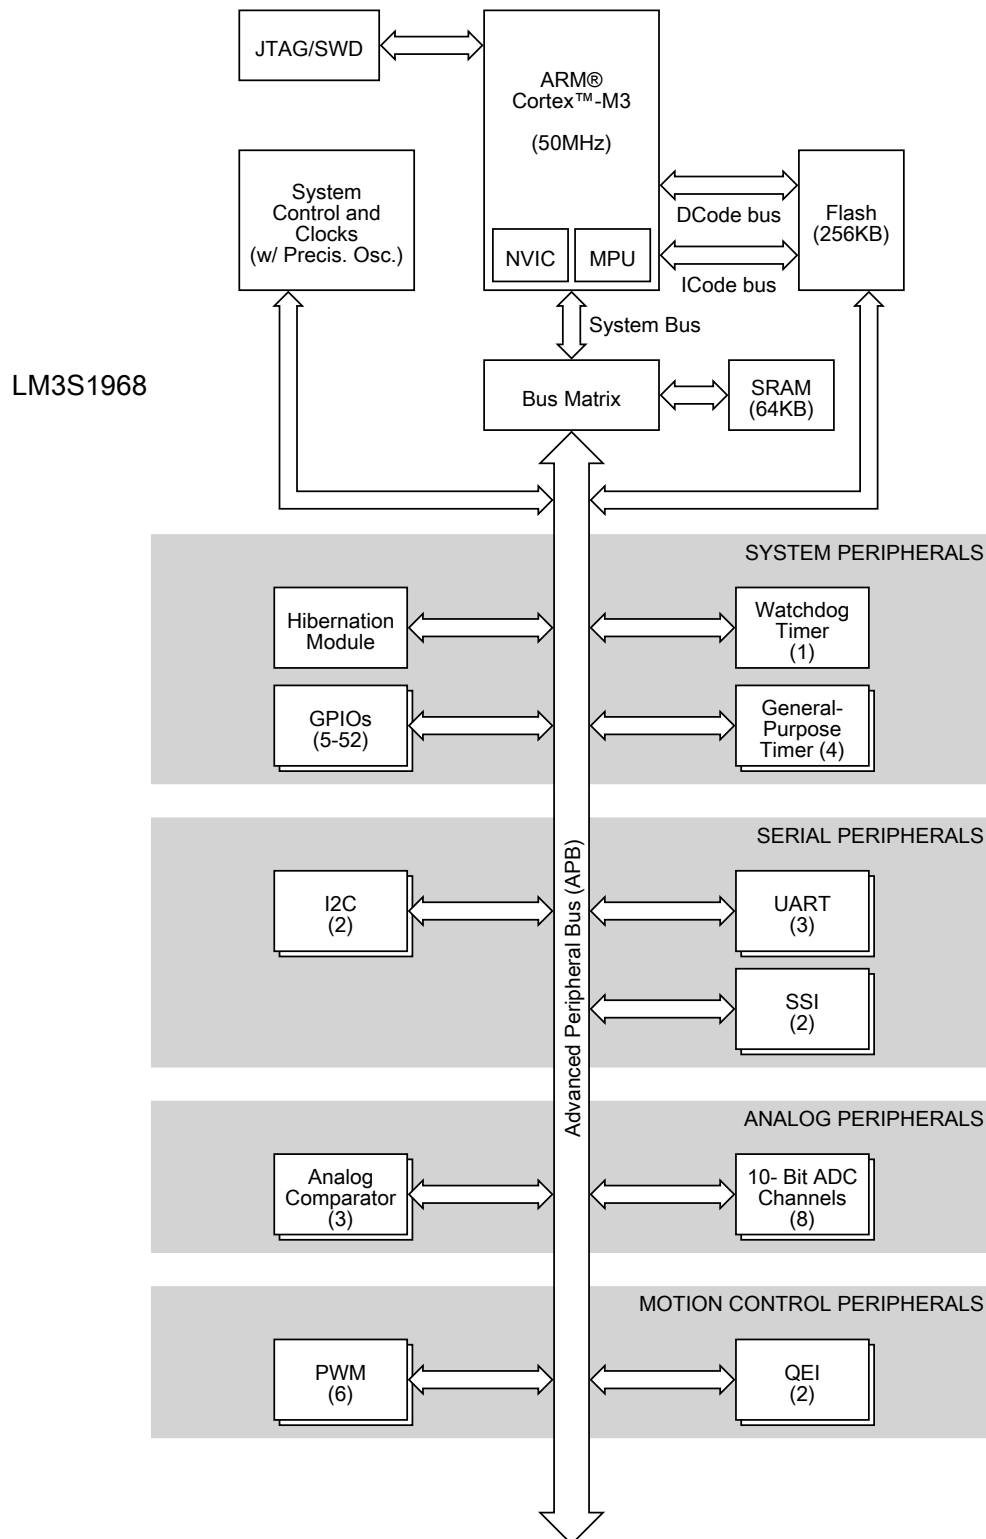 JTAG/SWD
ARM®
Cortex™-M3
(50MHz)
System
Control and
Clocks
(w/ Precis. Osc.)
DCode bus
Flash
(256KB)
NVIC
MPU
ICode bus
System Bus
LM3S1968
Bus Matrix
SRAM
(64KB)
SYSTEM PERIPHERALS
Hibernation
Module
Watchdog
Timer
(1)
GPIOs
(5-52)
General-
Purpose
Timer (4)
Advanced Peripheral Bus (APB)
SERIAL PERIPHERALS
I2C
(2)
UART
(3)
SSI
(2)
ANALOG PERIPHERALS
Analog
Comparator
(3)
10- Bit ADC
Channels
(8)
MOTION CONTROL PERIPHERALS
PWM
(6)
QEI
(2)